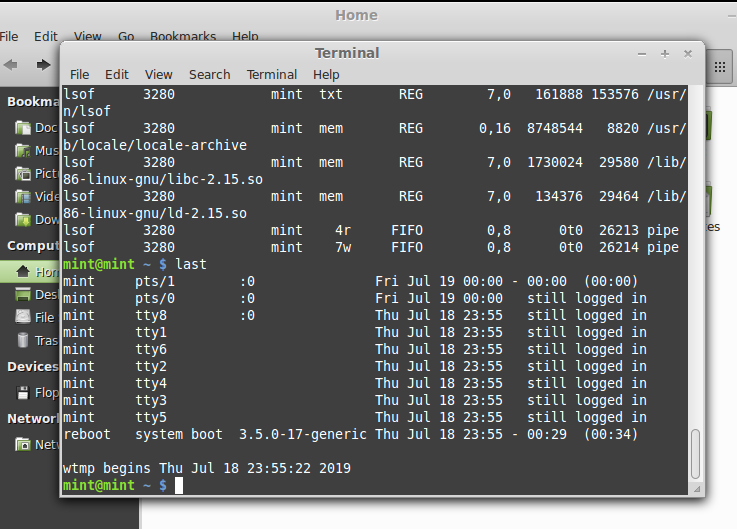 Home
File Edit View Go Bookmarks Help
Terminal
File Edit View Search Terminal Help
Bookma
Doc
Mus
Pict
Vide
Dow
Comput
Hom
Desk
File
Tras
Devices
Flop
Network
Netw
es
lsof 3280 mint txt REG 7,0 161888 153576 /usr/
n/lsof
lsof 3280 mint mem REG 0,16 8748544 8820 /usr/
b/locale/locale-archive
lsof 3280 mint mem REG 7,0 1730024 29580 /lib/
86-linux-gnu/libc-2.15.so
lsof 3280 mint mem REG 7,0 134376 29464 /lib/
86-linux-gnu/ld-2.15.so
lsof 3280 mint 4r FIFO 0,8 0t0 26213 pipe
lsof 3280 mint 7w FIFO 0,8 0t0 26214 pipe
mint@mint ~ $ last
mint pts/1 :0 Fri Jul 19 00:00 - 00:00 (00:00)
mint pts/0 :0 Fri Jul 19 00:00 still logged in
mint tty8 :0 Thu Jul 18 23:55 still logged in
mint tty1 Thu Jul 18 23:55 still logged in
mint tty6 Thu Jul 18 23:55 still logged in
mint tty2 Thu Jul 18 23:55 still logged in
mint tty4 Thu Jul 18 23:55 still logged in
mint tty3 Thu Jul 18 23:55 still logged in
mint tty5 Thu Jul 18 23:55 still logged in
reboot system boot 3.5.0-17-generic Thu Jul 18 23:55 - 00:29 (00:34)
wtmp begins Thu Jul 18 23:55:22 2019
mint@mint ~ $